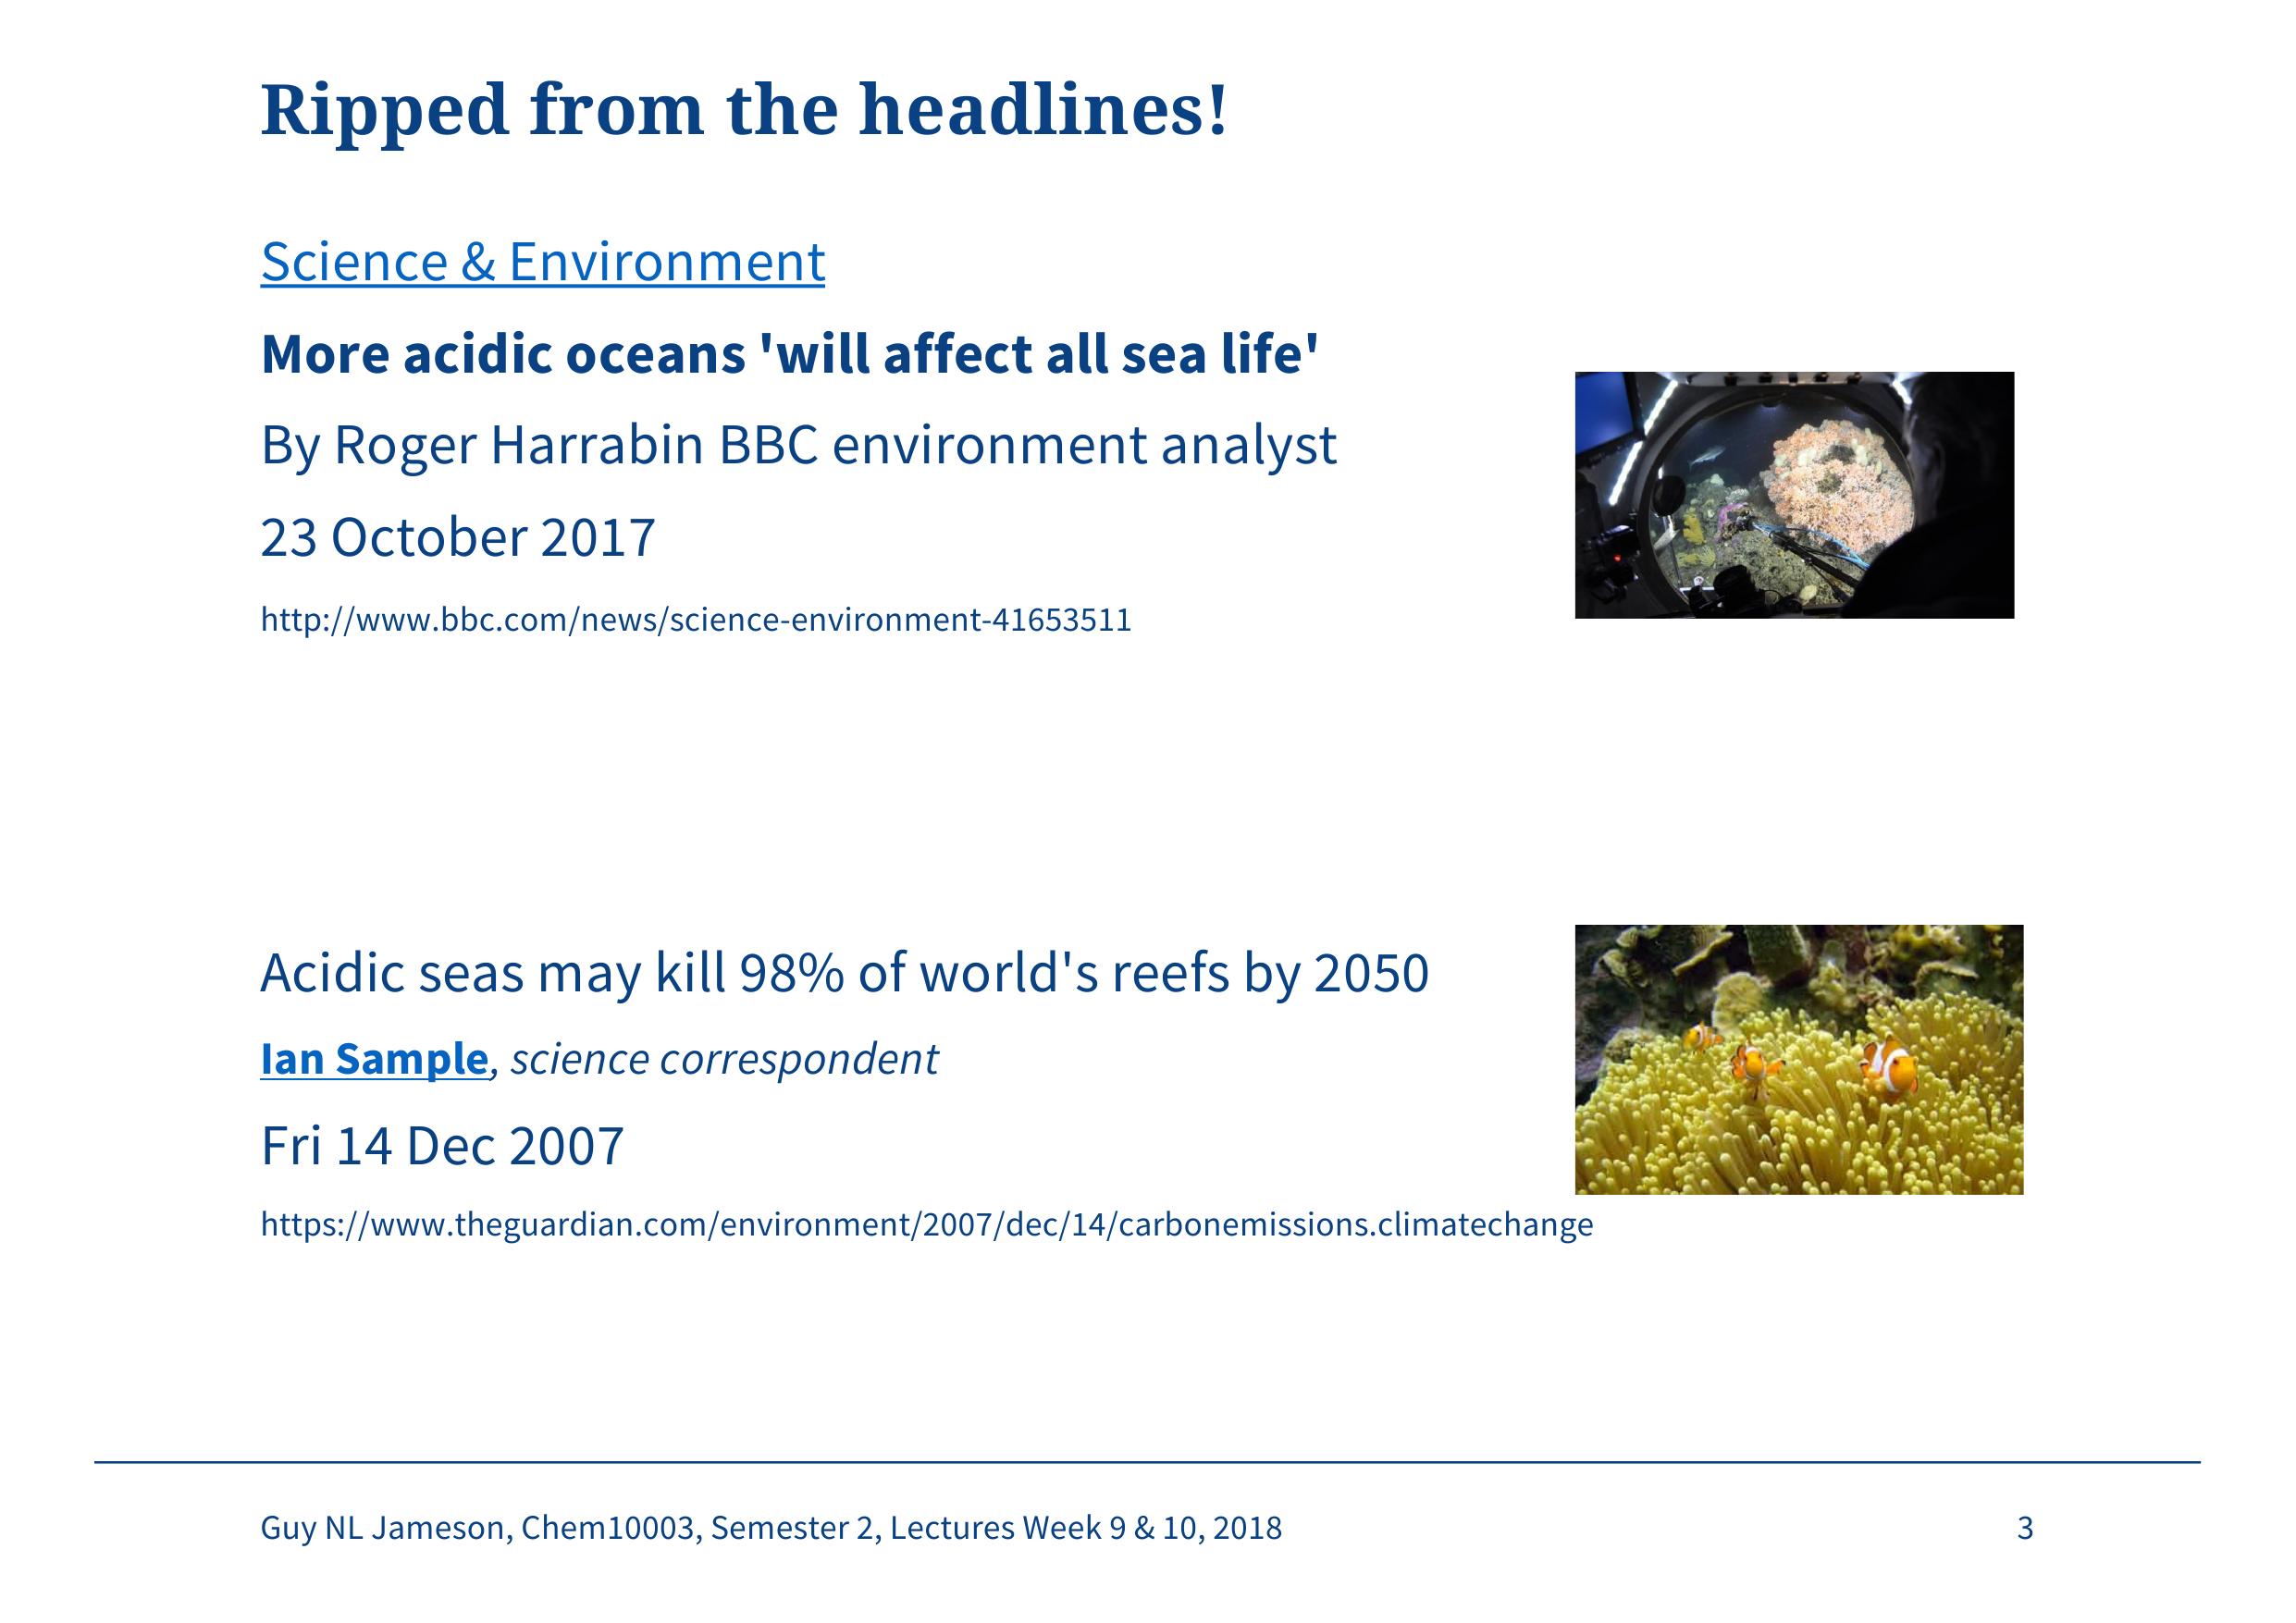 Ripped from the headlines!
Science & Environment
More acidic oceans 'will affect all sea life'
By Roger Harrabin BBC environment analyst
23 October 2017
http://www.bbc.com/news/science-environment-41653511
Acidic seas may kill 98% of world's reefs by 2050
Ian Sample, science correspondent
Fri 14 Dec 2007
https://www.theguardian.com/environment/2007/dec/14/carbonemissions.climatechange
Guy NL Jameson, Chem10003, Semester 2, Lectures Week 9 & 10, 2018
3